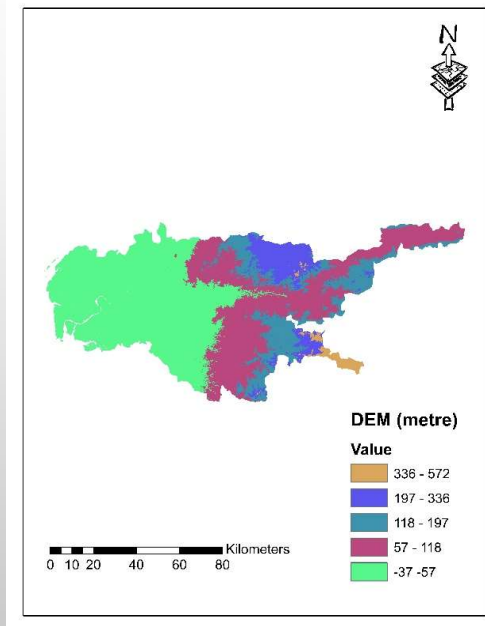 N
DEM (metre)
Value
336 - 572
197 - 336
118 - 197
57 - 118
-37 -57
Kilometers
0 10 20 40 60 80